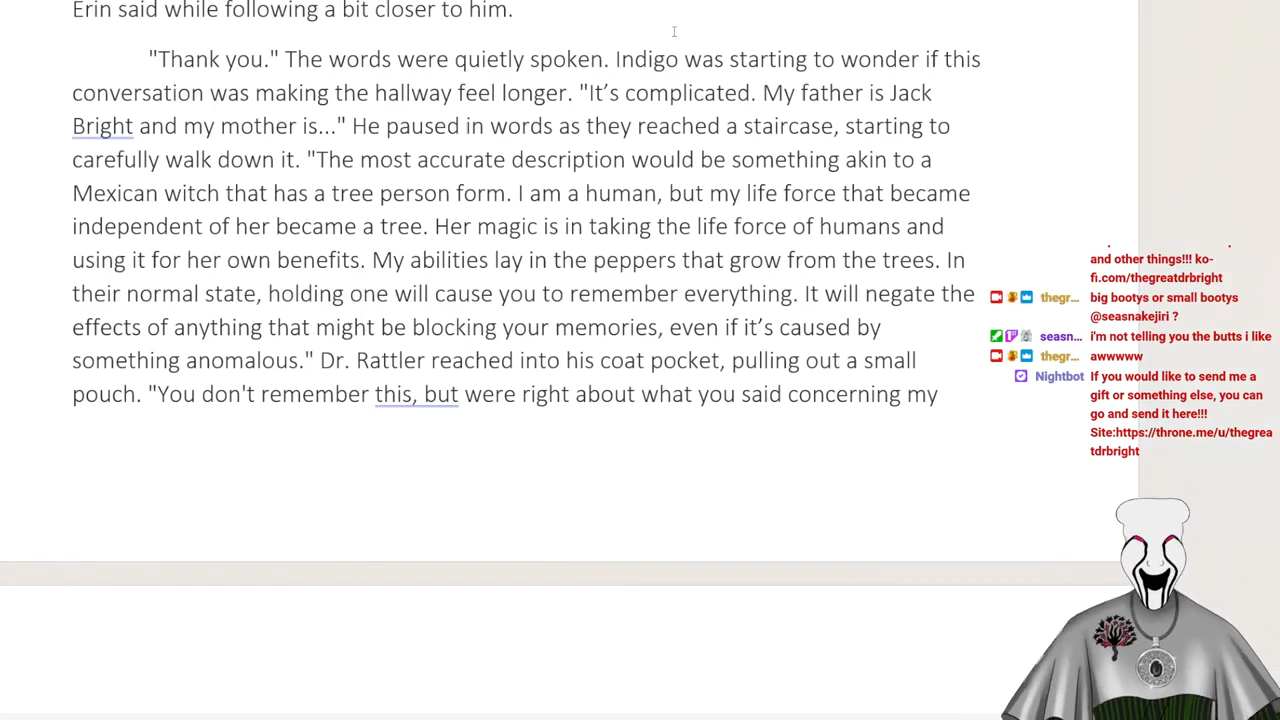 Erin said while following a bit closer to him.
"Thank you." The words were quietly spoken. Indigo was starting to wonder if this
conversation was making the hallway feel longer. "It’s complicated. My father is Jack
Bright and my mother is..." He paused in words as they reached a staircase, starting to
carefully walk down it. "The most accurate description would be something akin to a
Mexican witch that has a tree person form. I am a human, but my life force that became
independent of her became a tree. Her magic is in taking the life force of humans and
using it for her own benefits. My abilities lay in the peppers that grow from the trees. In
their normal state, holding one will cause you to remember everything. It will negate the
effects of anything that might be blocking your memories, even if it’s caused by
something anomalous." Dr. Rattler reached into his coat pocket, pulling out a small
pouch. "You don't remember this, but were right about what you said concerning my
and other things!!! ko-
fi.com/thegreatdrbright
thegr... big bootys or small bootys
@seasnakejiri ?
seasn... i'm not telling you the butts i like
thegr... awwwww
Nightbot If you would like to send me a
gift or something else, you can
go and send it here!!!
Site:https://throne.me/u/thegrea
tdrbright